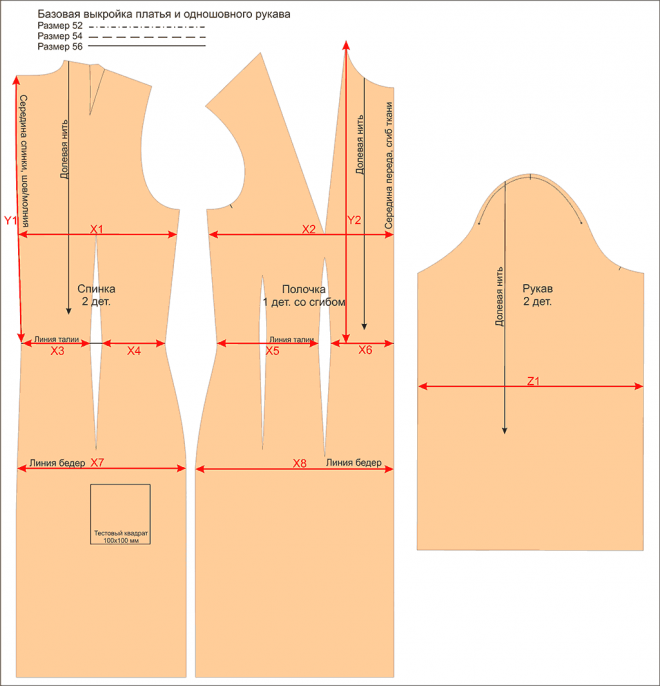 Базовая выкройка платья и одношовного рукава
Размер 52
Размер 54
Размер 56
Середина спинки, шов/молния
Долевая нить
Долевая нить
Середина переда, сгиб ткани
Y1
X1
X2
Y2
Спинка
2 дет.
Полочка
1 дет. со сгибом
Долевая нить
Рукав
2 дет.
Линия талии
X3
X4
X5
Линия талии
X6
Z1
Линия бедер
X7
X8
Линия бедер
Тестовый квадрат
100х100 мм